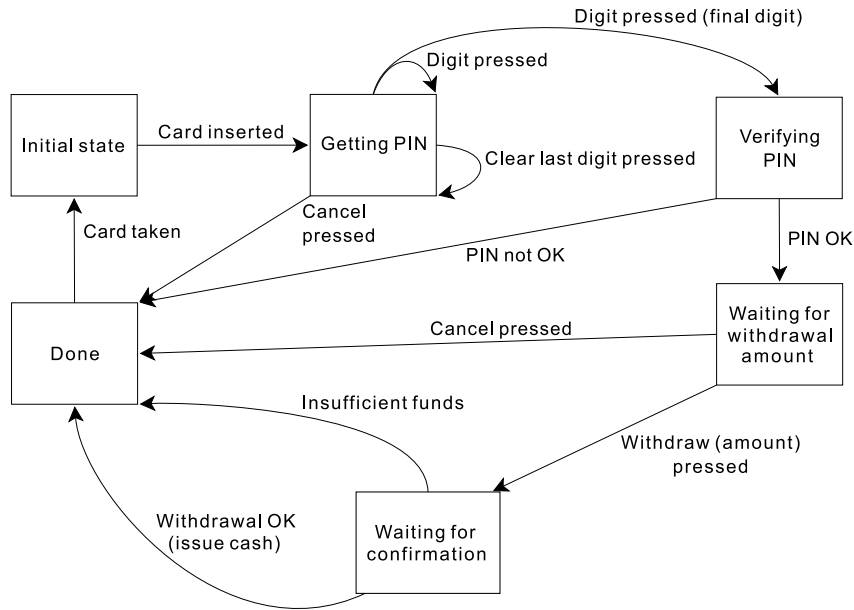 Digit pressed (final digit)
Digit pressed
Card inserted
Initial state
Getting PIN
Clear last digit pressed
Verifying
PIN
Card taken
Cancel
pressed
PIN not OK
PIN OK
Done
Cancel pressed
Waiting for
withdrawal
amount
Insufficient funds
Withdraw (amount)
pressed
Withdrawal OK
(issue cash)
Waiting for
confirmation